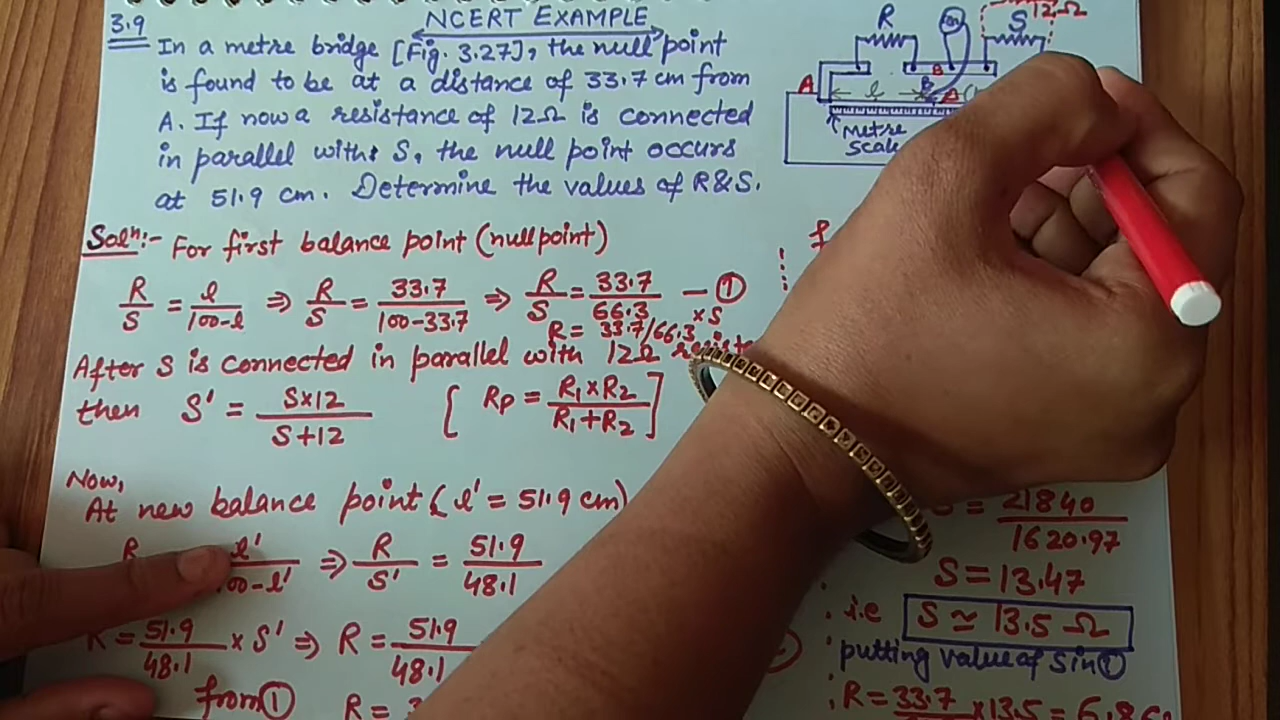 3.9
NCERT EXAMPLE
In a metre bridge [Fig. 3.27], the null point
is found to be at a distance of 33.7 cm from
A. If now a resistance of 12Ω is connected
in parallel with S, the null point occurs
at 51.9 cm. Determine the values of R&S.
R
S
12Ω
A
B
l
Metre
scale
Solⁿ:- For first balance point (null point)
R/S = l/100-l ⇒ R/S = 33.7/100-33.7 ⇒ R/S = 33.7/66.3 — ①
R = 33.7/66.3 × S
After S is connected in parallel with 12Ω
then S' = S×12/S+12 [ Rp = R₁×R₂/R₁+R₂ ]
Now,
At new balance point (l' = 51.9 cm)
R l'/100-l' ⇒ R/S' = 51.9/48.1
R = 51.9/48.1 × S' ⇒ R = 51.9/48.1
from ①
R =
= 21840/1620.97
S = 13.47
i.e S ≃ 13.5 Ω
putting value of S in ①
R = 33.7 × 13.5 =